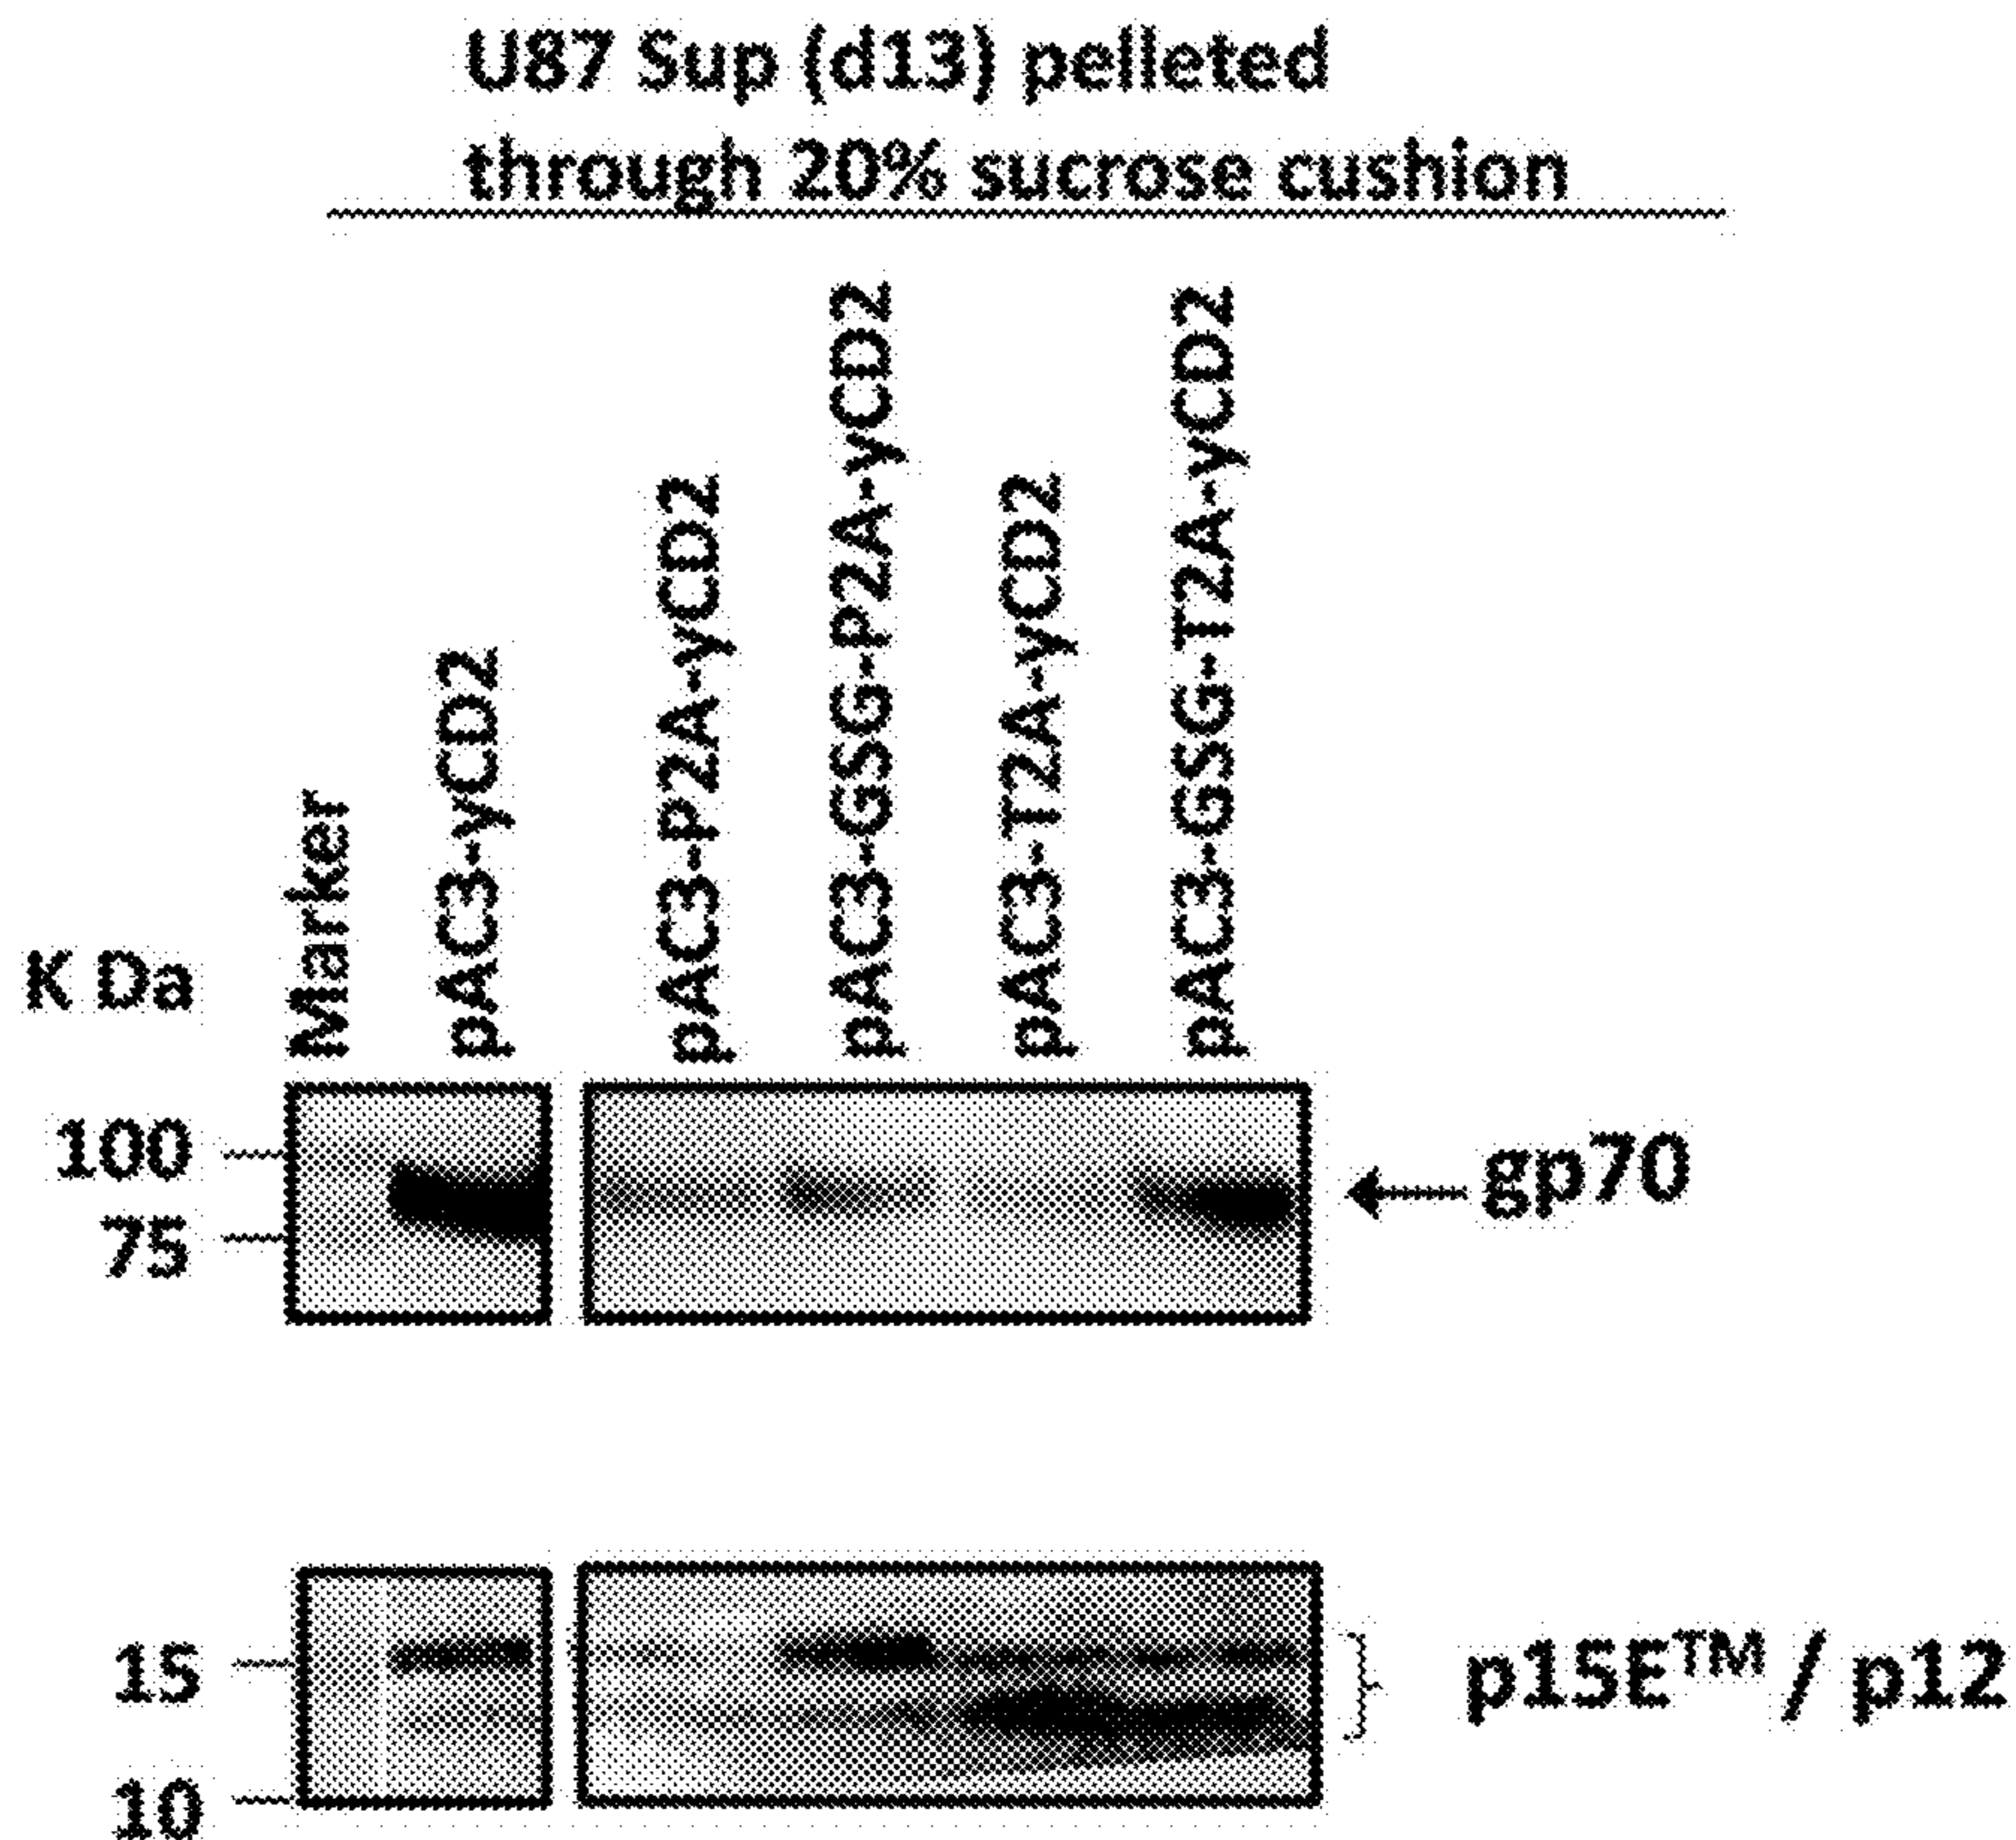 U87 Sup (d13) pelleted
through 20% sucrose cushion
Marker
pAC3-yCD2
pAC3-P2A-yCD2
pAC3-GSG-P2A-yCD2
pAC3-T2A-yCD2
pAC3-GSG-T2A-yCD2
K Da
100
75
gp70
15
10
p15E™/ p12